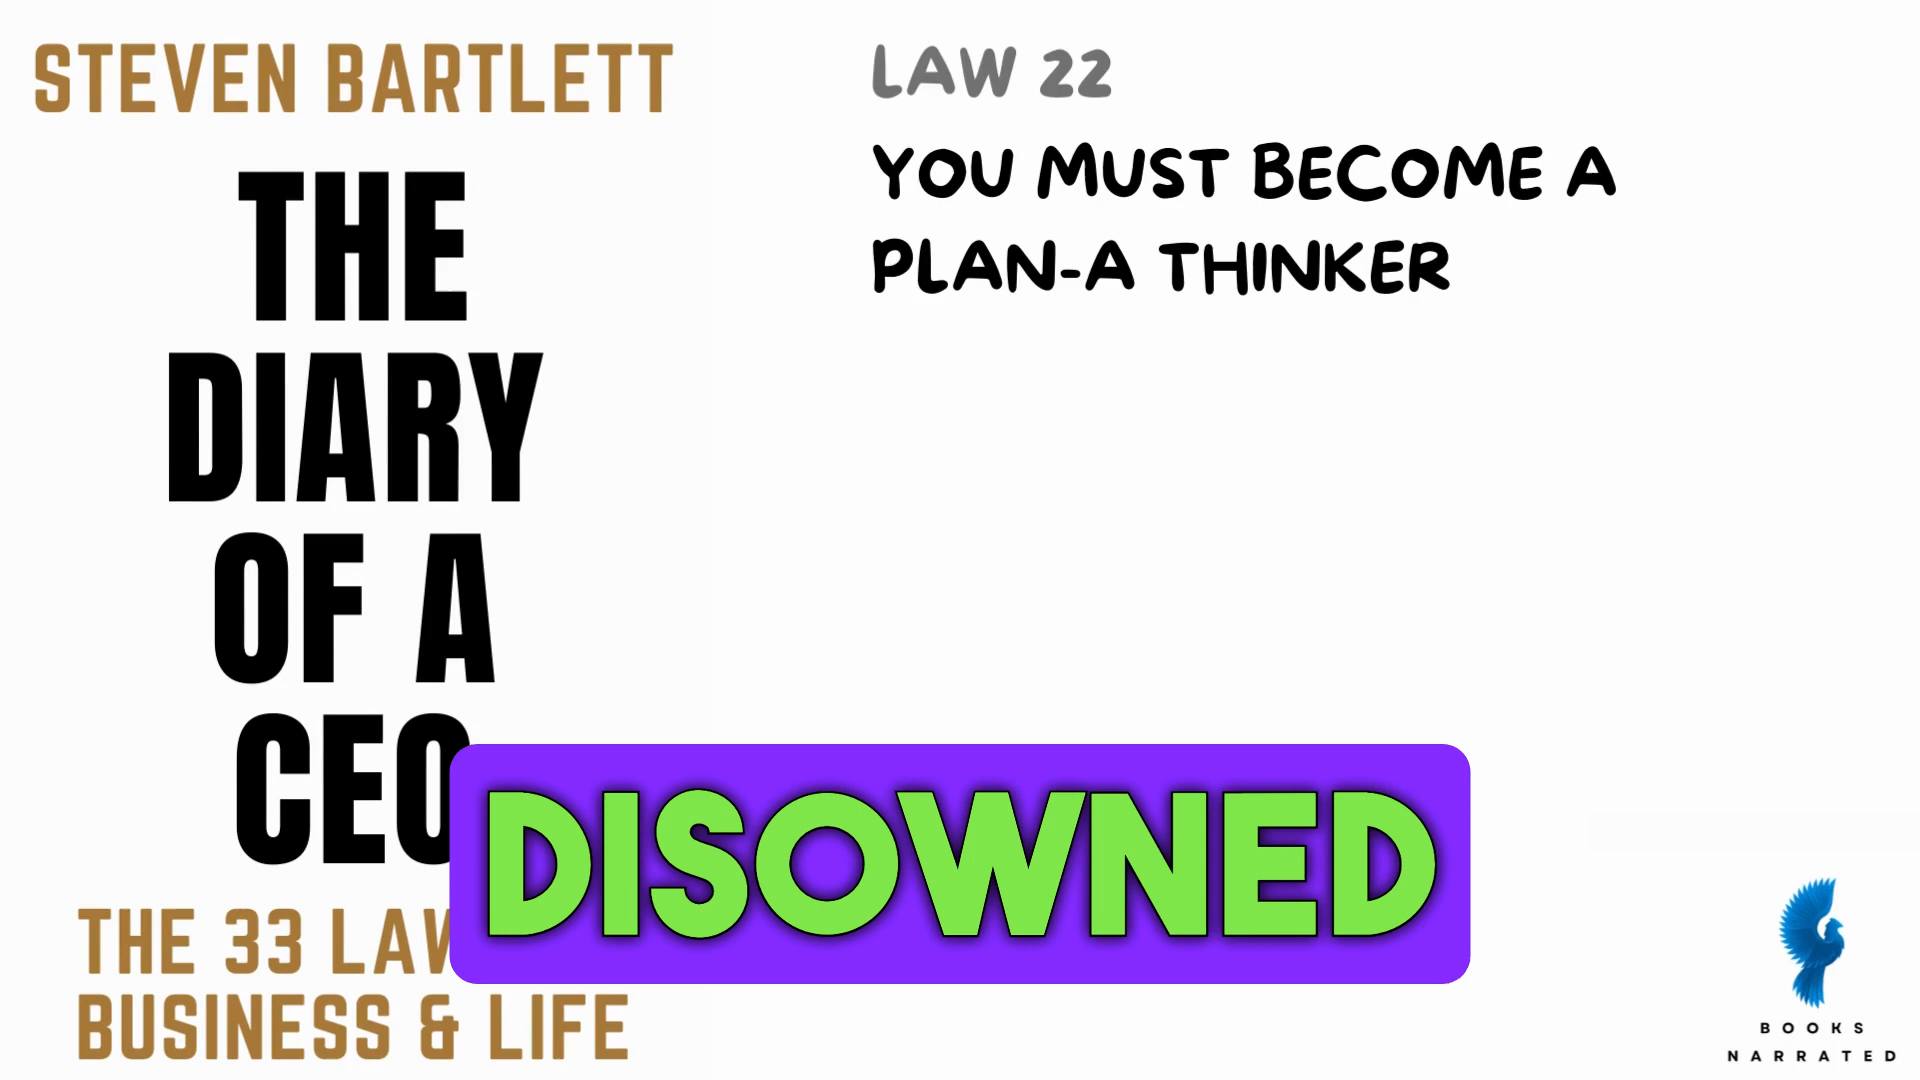 STEVEN BARTLETT
THE
DIARY
OF A
CEO
THE 33 LAW
BUSINESS & LIFE
LAW 22
YOU MUST BECOME A
PLAN-A THINKER
DISOWNED
BOOKS
NARRATED